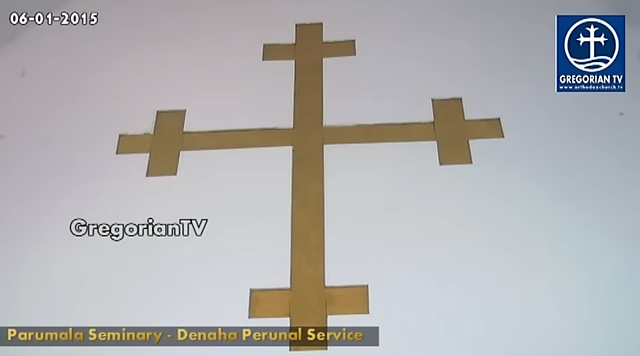 06-01-2015
GREGORIAN TV
www.orthodoxchurch.tv
GregorianTV
Parumala Seminary - Denaha Perunal Service